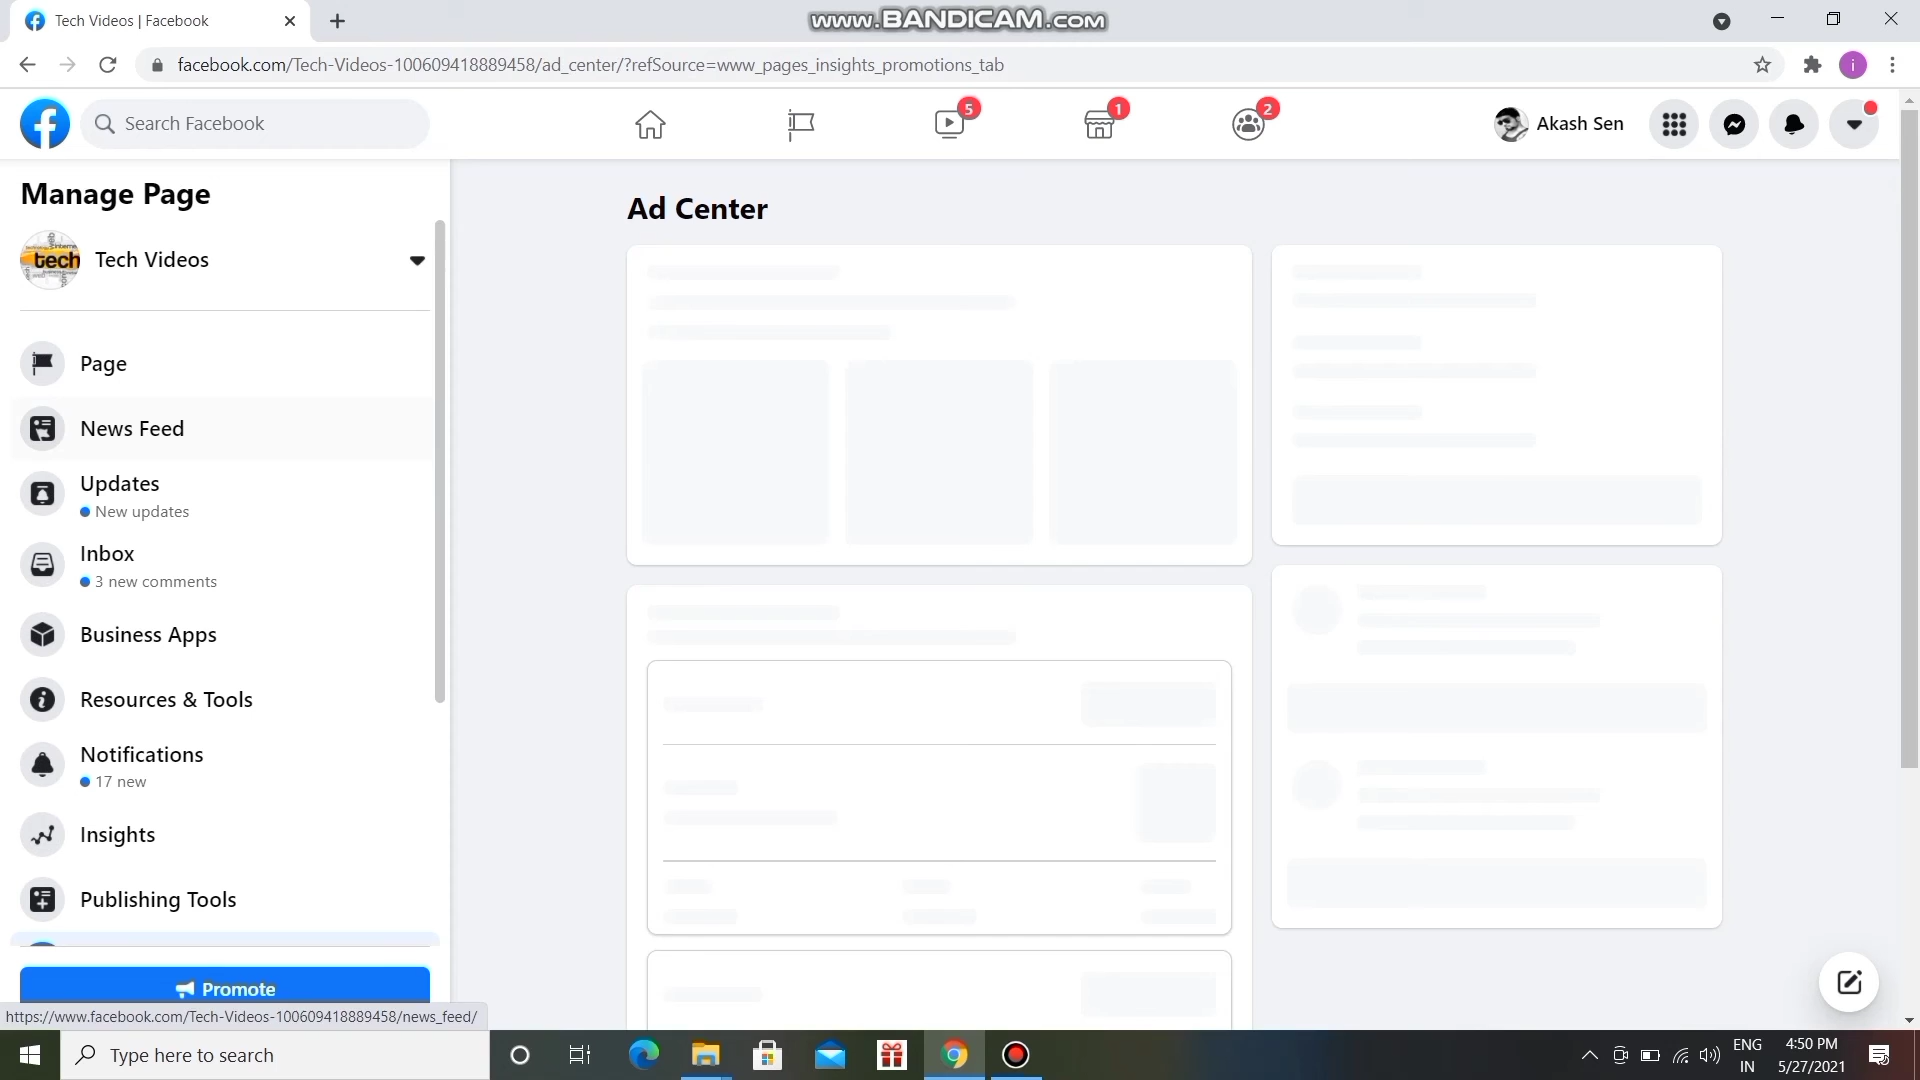 Tech Videos | Facebook
www.BANDICAM.com
facebook.com/Tech-Videos-100609418889458/ad_center/?refSource=www_pages_insights_promotions_tab
i
Search Facebook
5
1
2
Akash Sen
Manage Page
Ad Center
tech
Tech Videos
Page
News Feed
Updates
New updates
Inbox
3 new comments
Business Apps
Resources & Tools
Notifications
17 new
Insights
Publishing Tools
Promote
https://www.facebook.com/Tech-Videos-100609418889458/news_feed/
Type here to search
ENG
IN
4:50 PM
5/27/2021